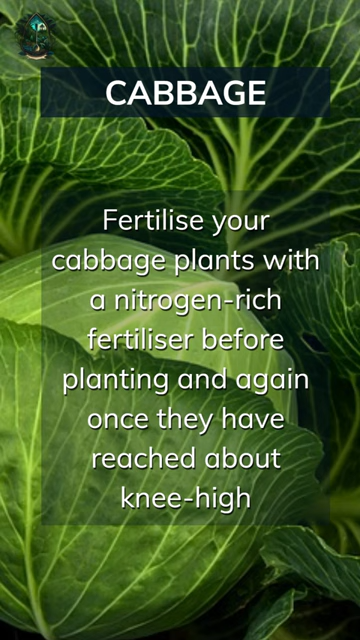 CABBAGE
Fertilise your
cabbage plants with
a nitrogen-rich
fertiliser before
planting and again
once they have
reached about
knee-high